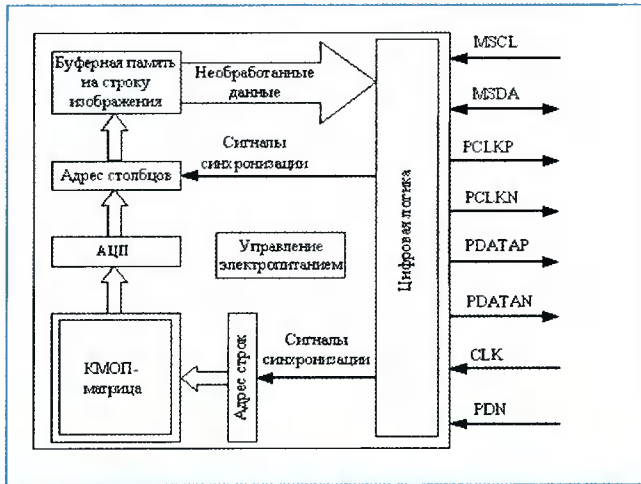 Буферная память
на строку
изображения
Необработанные
данные
MSCL
MSDA
Сигналы
синхронизации
PCLKP
Адрес столбцов
PCLKN
АЦП
Управление
электропитанием
Цифровая логика
PDATAP
PDATAN
КМОП-
матрица
Адрес строк
Сигналы
синхронизации
CLK
PDN